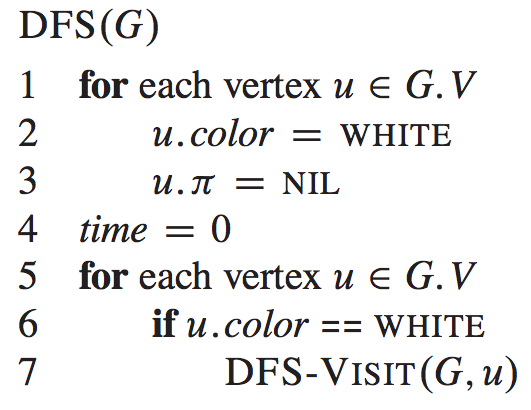 DFS(G)
1 for each vertex u ∈ G.V
2 u.color = WHITE
3 u.π = NIL
4 time = 0
5 for each vertex u ∈ G.V
6 if u.color == WHITE
7 DFS-VISIT(G, u)